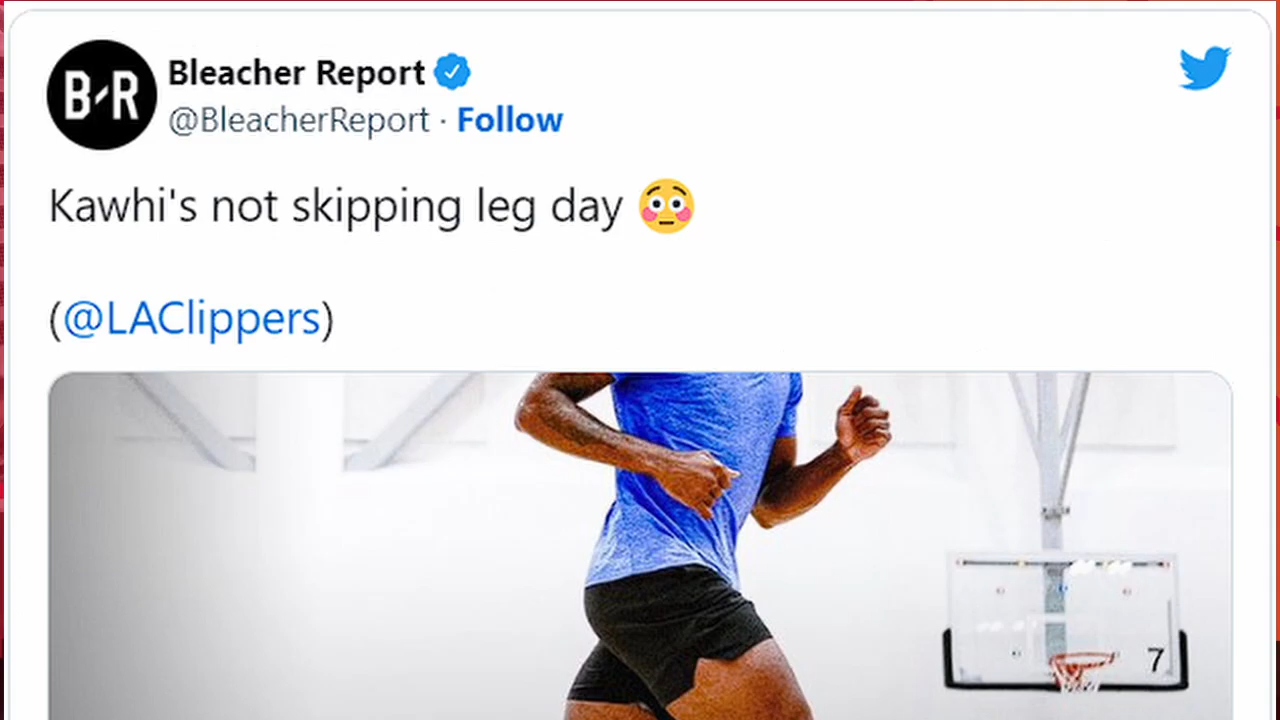 B/R
Bleacher Report
@BleacherReport · Follow
Kawhi's not skipping leg day 😳
(@LAClippers)
7